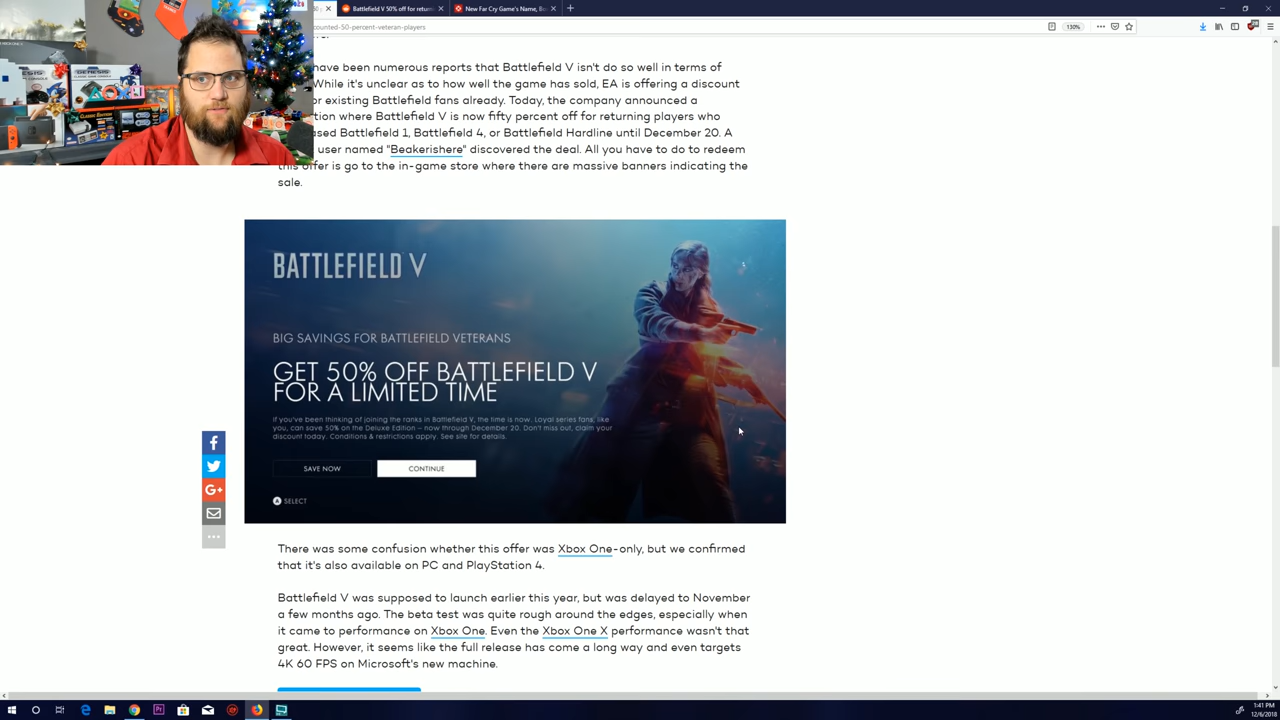 Battlefield V 50% off for return
New Far Cry Game's Name, Bo
counted-50-percent-veteran-players
130%
have been numerous reports that Battlefield V isn't do so well in terms of
While it's unclear as to how well the game has sold, EA is offering a discount
or existing Battlefield fans already. Today, the company announced a
tion where Battlefield V is now fifty percent off for returning players who
ased Battlefield 1, Battlefield 4, or Battlefield Hardline until December 20. A
user named "Beakerishere" discovered the deal. All you have to do to redeem
this offer is go to the in-game store where there are massive banners indicating the
sale.
BATTLEFIELD V
BIG SAVINGS FOR BATTLEFIELD VETERANS
GET 50% OFF BATTLEFIELD V
FOR A LIMITED TIME
If you've been thinking of joining the ranks in Battlefield V, the time is now. Loyal series fans, like
you, can save 50% on the Deluxe Edition – now through December 20. Don't miss out, claim your
discount today. Conditions & restrictions apply. See site for details.
SAVE NOW
CONTINUE
A SELECT
There was some confusion whether this offer was Xbox One-only, but we confirmed
that it's also available on PC and PlayStation 4.
Battlefield V was supposed to launch earlier this year, but was delayed to November
a few months ago. The beta test was quite rough around the edges, especially when
it came to performance on Xbox One. Even the Xbox One X performance wasn't that
great. However, it seems like the full release has come a long way and even targets
4K 60 FPS on Microsoft's new machine.
1:41 PM
12/6/2018
GENESIS